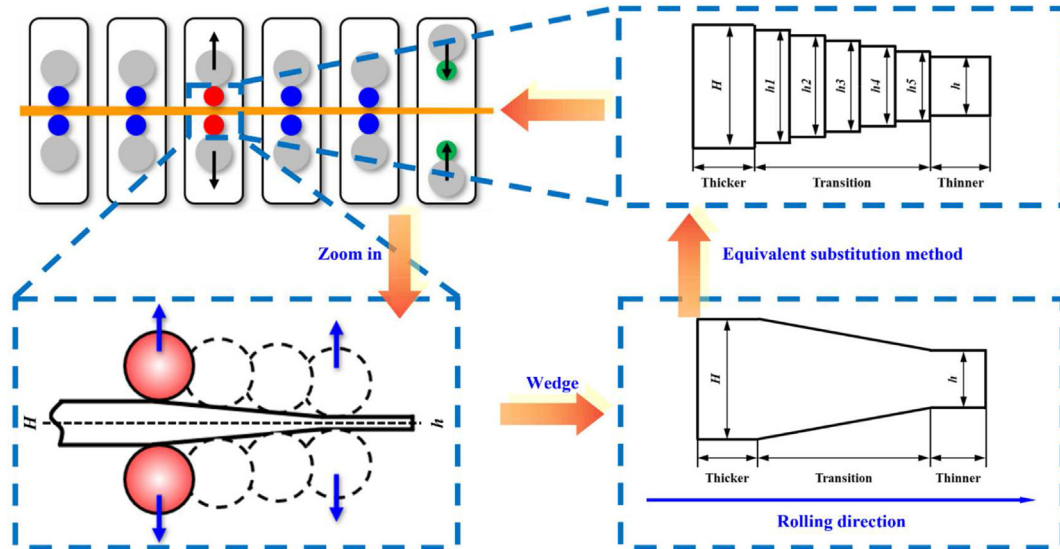 H
h1
h2
h3
h4
h5
h
Thicker
Transition
Thinner
Zoom in
Equivalent substitution method
H
h
Wedge
H
h
Thicker
Transition
Thinner
Rolling direction